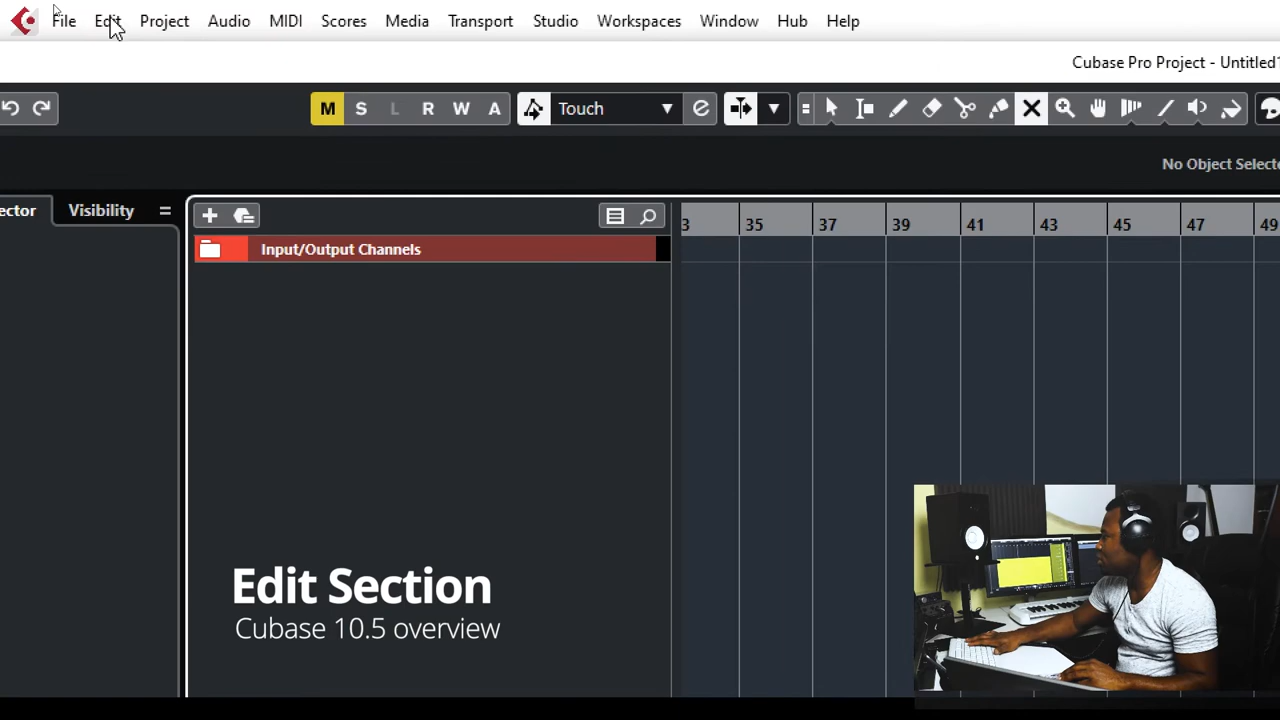 File Edit Project Audio MIDI Scores Media Transport Studio Workspaces Window Hub Help
Cubase Pro Project - Untitled1
M S L R W A Touch
No Object Selecte
ector Visibility
3 35 37 39 41 43 45 47 49
Input/Output Channels
Edit Section
Cubase 10.5 overview